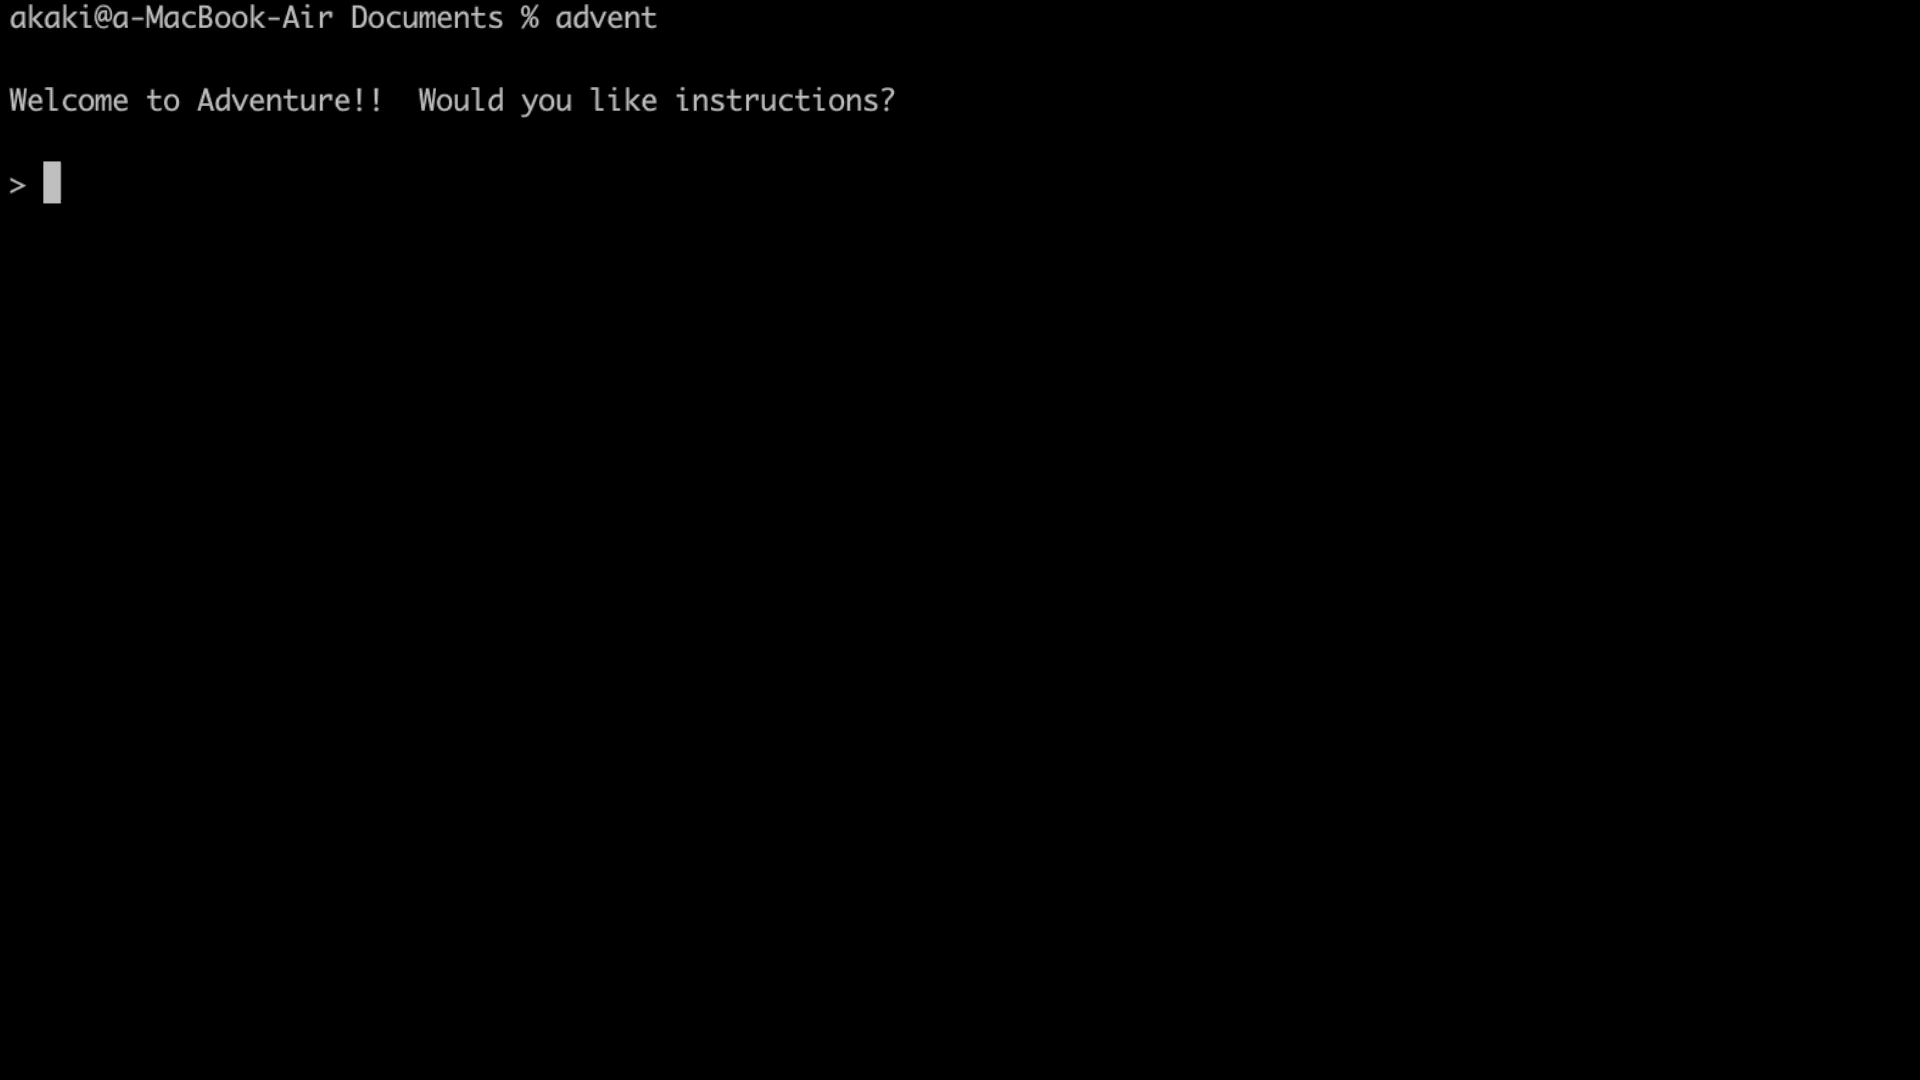 akaki@a-MacBook-Air Documents % advent
Welcome to Adventure!!  Would you like instructions?
>